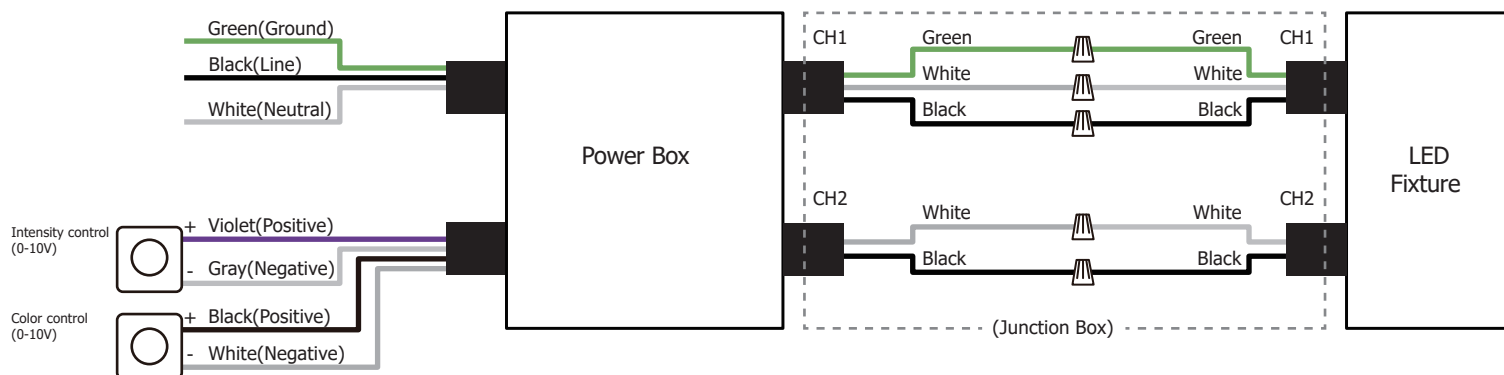 Green(Ground)
Black(Line)
White(Neutral)
Intensity control
(0-10V)
+ Violet(Positive)
- Gray(Negative)
Color control
(0-10V)
+ Black(Positive)
- White(Negative)
Power Box
CH1
Green
Green
CH1
White
White
Black
Black
CH2
White
White
CH2
Black
Black
(Junction Box)
LED
Fixture